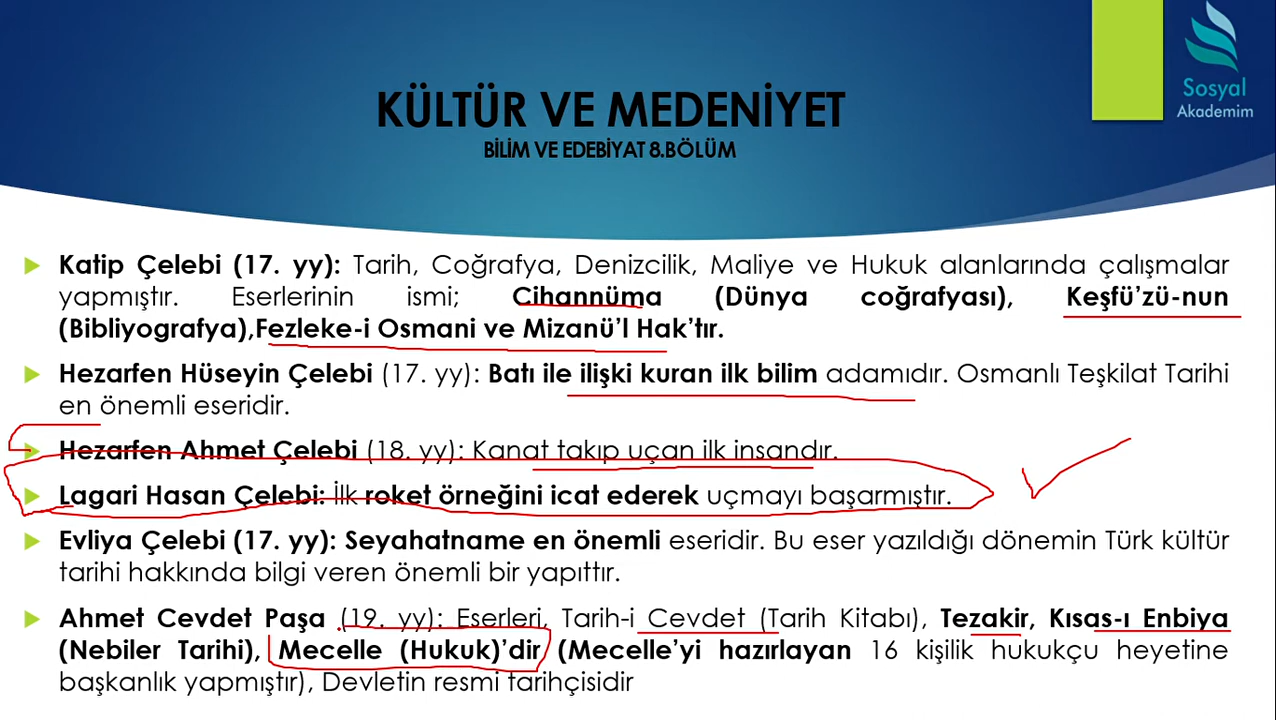 Sosyal
Akademim
KÜLTÜR VE MEDENİYET
BİLİM VE EDEBİYAT 8.BÖLÜM
Katip Çelebi (17. yy): Tarih, Coğrafya, Denizcilik, Maliye ve Hukuk alanlarında çalışmalar
yapmıştır. Eserlerinin ismi; Cihannüma (Dünya coğrafyası), Keşfü’zü-nun
(Bibliyografya),Fezleke-i Osmani ve Mizanü’l Hak’tır.
Hezarfen Hüseyin Çelebi (17. yy): Batı ile ilişki kuran ilk bilim adamıdır. Osmanlı Teşkilat Tarihi
en önemli eseridir.
Hezarfen Ahmet Çelebi (18. yy): Kanat takıp uçan ilk insandır.
Lagari Hasan Çelebi: İlk roket örneğini icat ederek uçmayı başarmıştır.
Evliya Çelebi (17. yy): Seyahatname en önemli eseridir. Bu eser yazıldığı dönemin Türk kültür
tarihi hakkında bilgi veren önemli bir yapıttır.
Ahmet Cevdet Paşa (19. yy): Eserleri, Tarih-i Cevdet (Tarih Kitabı), Tezakir, Kısas-ı Enbiya
(Nebiler Tarihi), Mecelle (Hukuk)’dir (Mecelle’yi hazırlayan 16 kişilik hukukçu heyetine
başkanlık yapmıştır), Devletin resmi tarihçisidir